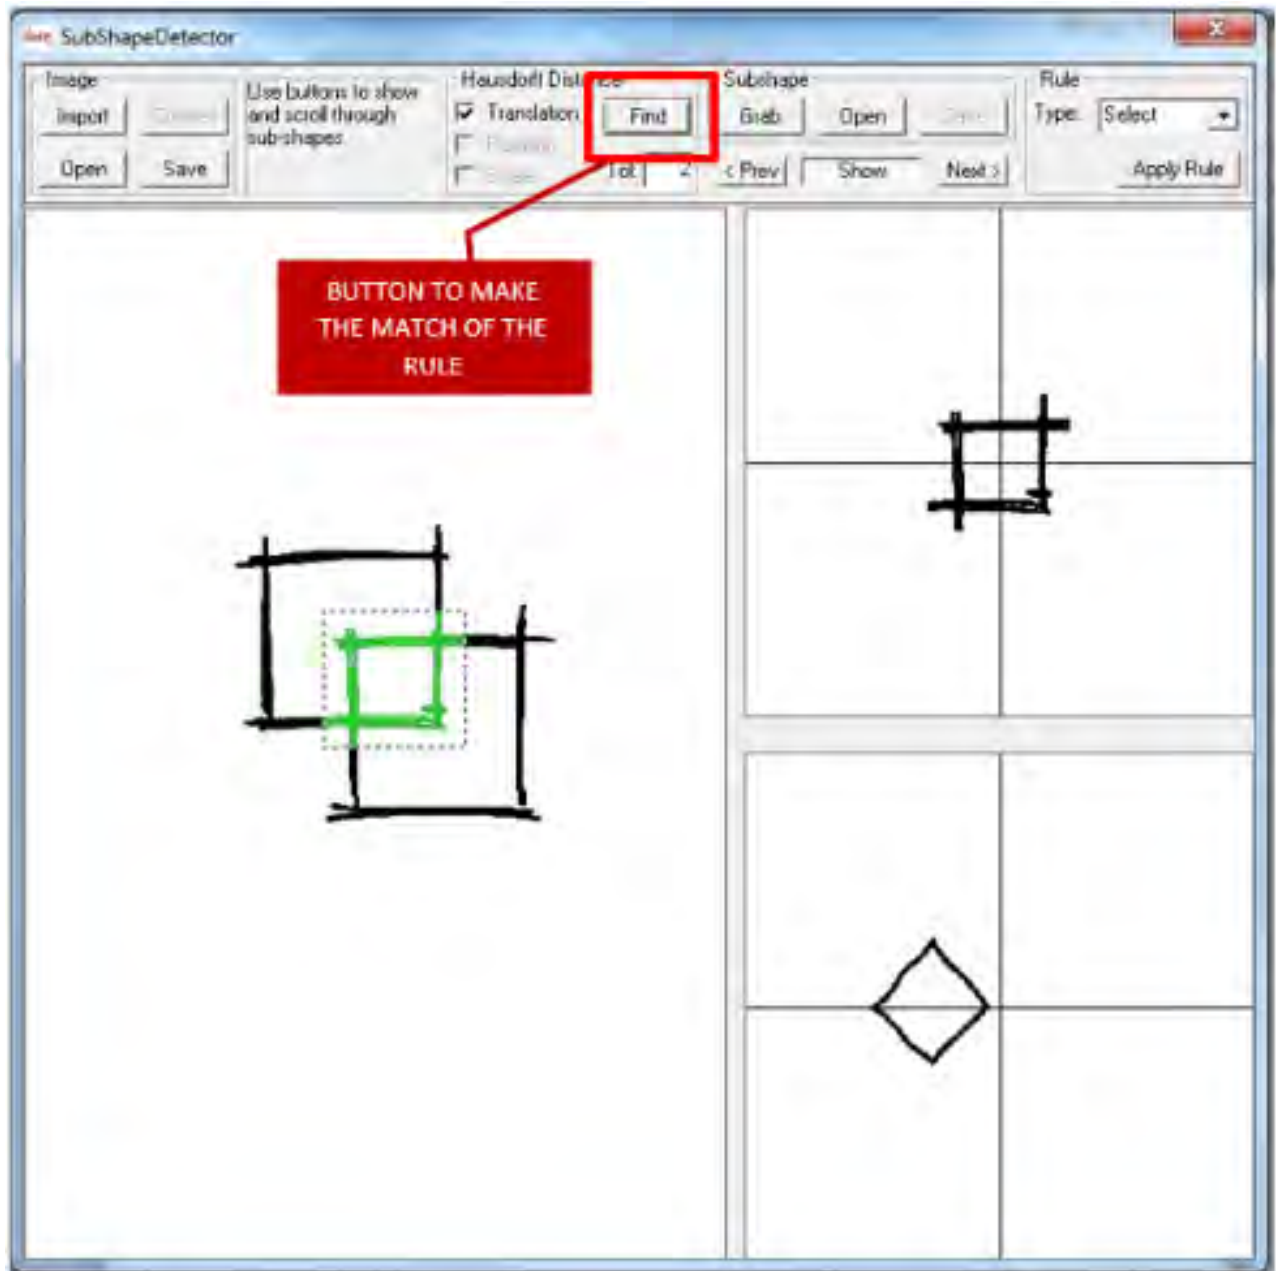 SubShapeDetector
Image
Import
Open
Save
Use buttons to show
and scroll through
sub-shapes
Hausdorff
Translation
Find
Tol
2
Subshape
Grab
Open
< Prev
Show
Next >
Rule
Type:
Select
Apply Rule
BUTTON TO MAKE
THE MATCH OF THE
RULE